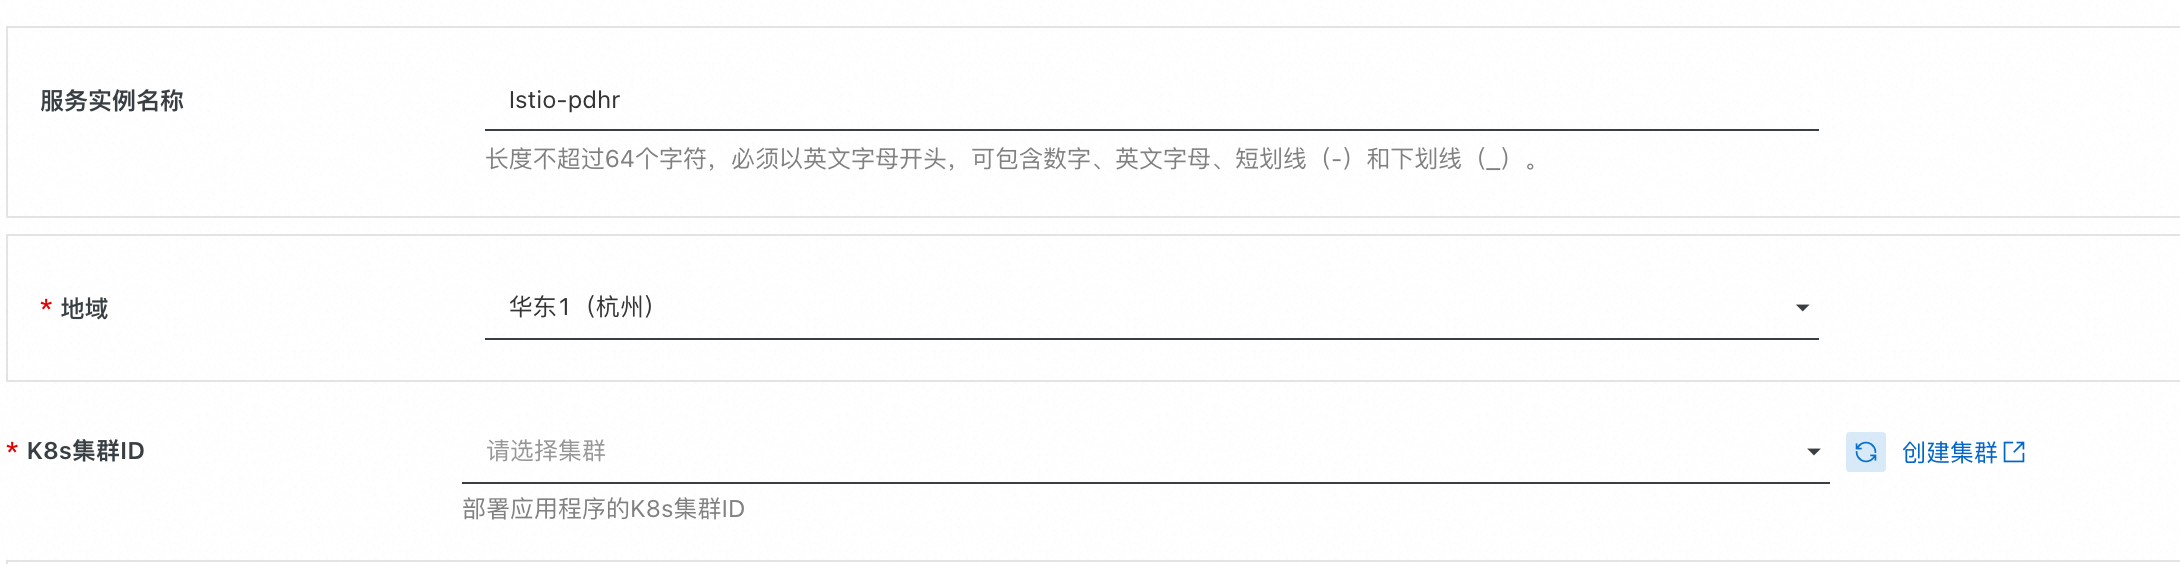 服务实例名称
Istio-pdhr
长度不超过64个字符，必须以英文字母开头，可包含数字、英文字母、短划线（-）和下划线（_）。
* 地域
华东1（杭州）
* K8s集群ID
请选择集群
创建集群
部署应用程序的K8s集群ID